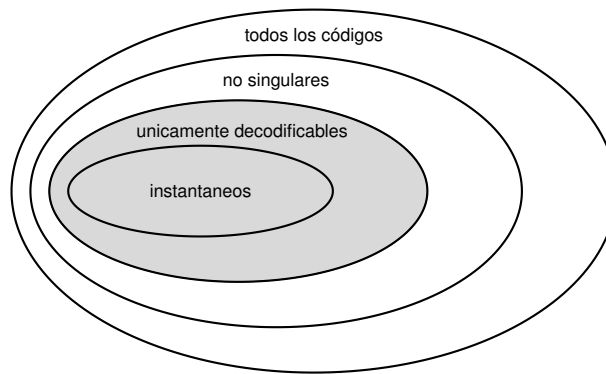 todos los códigos
no singulares
unicamente decodificables
instantaneos